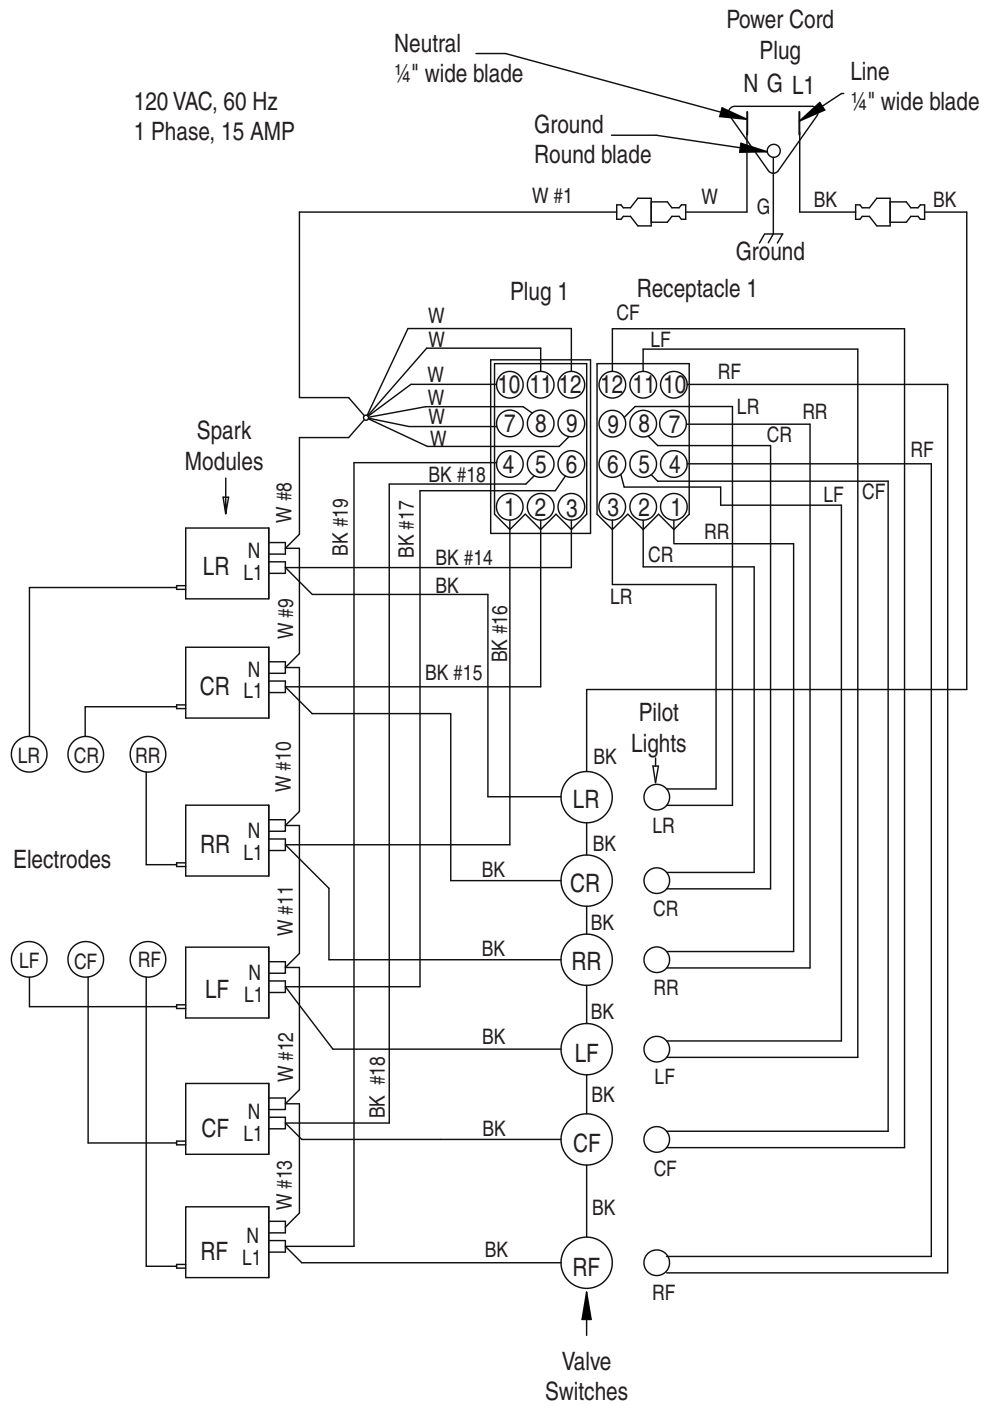 Power Cord
Plug
N G L1
Neutral
¼" wide blade
Line
¼" wide blade
120 VAC, 60 Hz
1 Phase, 15 AMP
Ground
Round blade
W #1
W
G
BK
BK
Ground
Plug 1
Receptacle 1
W
W
W
W
W
W
CF
LF
RF
LR
RR
CR
RF
LF
CF
RR
CR
LR
10 11 12
7 8 9
4 5 6
1 2 3
12 11 10
9 8 7
6 5 4
3 2 1
Spark
Modules
W #8
BK #19
BK #18
BK #17
BK #14
BK
BK #16
BK #15
LR
N
L1
W #9
CR
N
L1
W #10
LR
CR
RR
RR
N
L1
Electrodes
W #11
LF
CF
RF
LF
N
L1
W #12
BK #18
CF
N
L1
W #13
RF
N
L1
Pilot
Lights
BK
LR
LR
BK
BK
CR
CR
BK
BK
RR
RR
BK
BK
LF
LF
BK
BK
CF
CF
BK
BK
RF
RF
Valve
Switches